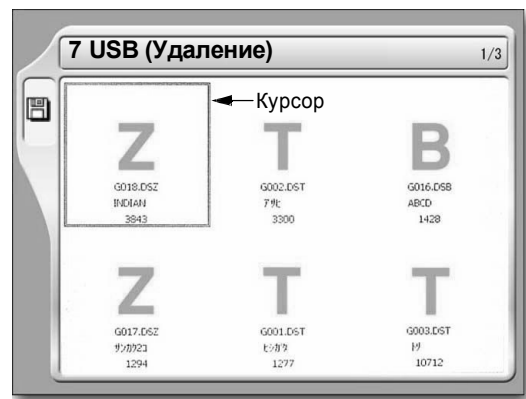 7 USB (Удаление)
1/3
Курсор
Z
T
B
G018.DSZ
G002.DST
G016.DSB
INDIAN
アサヒ
ABCD
3843
3300
1428
Z
T
T
G017.DSZ
G001.DST
G003.DST
サンカク23
ヒシガタ
トリ
1294
1277
10712